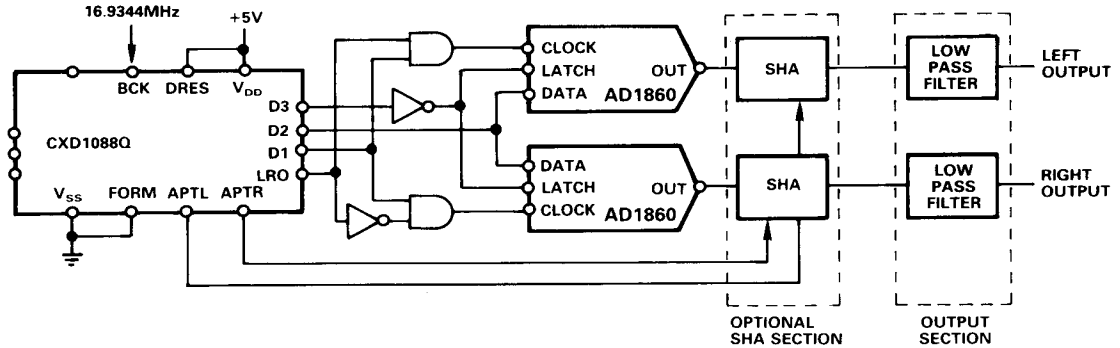 16.9344MHz
+5V
BCK DRES V_DD
CXD1088Q
D3
D2
D1
LRO
V_SS FORM APTL APTR
CLOCK
LATCH
DATA
OUT
AD1860
DATA
LATCH
CLOCK
OUT
AD1860
SHA
SHA
LOW
PASS
FILTER
LOW
PASS
FILTER
LEFT
OUTPUT
RIGHT
OUTPUT
OPTIONAL
SHA SECTION
OUTPUT
SECTION